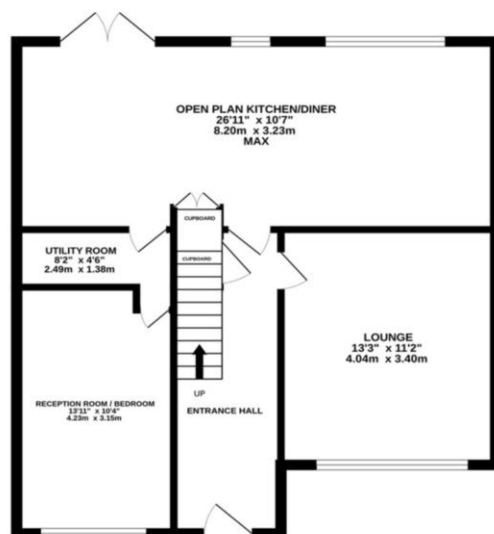 OPEN PLAN KITCHEN/DINER
26'11" x 10'7"
8.20m x 3.23m
MAX
CUPBOARD
UTILITY ROOM
8'2" x 4'6"
2.49m x 1.38m
CUPBOARD
LOUNGE
13'3" x 11'2"
4.04m x 3.40m
UP
RECEPTION ROOM / BEDROOM
13'11" x 10'4"
4.23m x 3.15m
ENTRANCE HALL